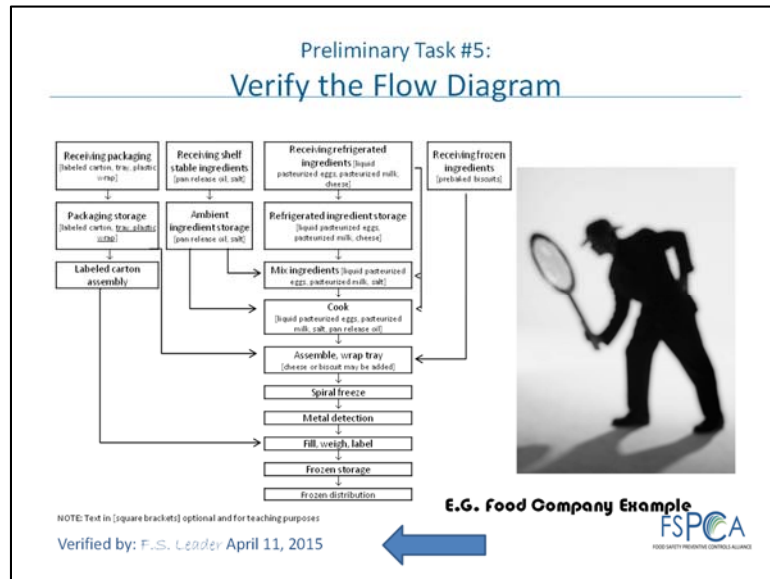 Preliminary Task #5:
Verify the Flow Diagram
Receiving packaging
[labeled carton, tray, plastic
wrap]
Receiving shelf
stable ingredients
[pan release oil, salt]
Receiving refrigerated
ingredients [liquid
pasteurized eggs, pasteurized milk,
cheese]
Receiving frozen
ingredients
[prebaked biscuits]
Packaging storage
[labeled carton, tray, plastic
wrap]
Ambient
ingredient storage
[pan release oil, salt]
Refrigerated ingredient storage
[liquid pasteurized eggs,
pasteurized milk, cheese]
Labeled carton
assembly
Mix ingredients [liquid pasteurized
eggs, pasteurized milk, salt]
Cook
[liquid pasteurized eggs, pasteurized
milk, salt, pan release oil]
Assemble, wrap tray
[cheese or biscuit may be added]
Spiral freeze
Metal detection
Fill, weigh, label
Frozen storage
Frozen distribution
E.G. Food Company Example
NOTE: Text in [square brackets] optional and for teaching purposes
Verified by: F.S. Leader April 11, 2015
FSPCA
FOOD SAFETY PREVENTIVE CONTROLS ALLIANCE